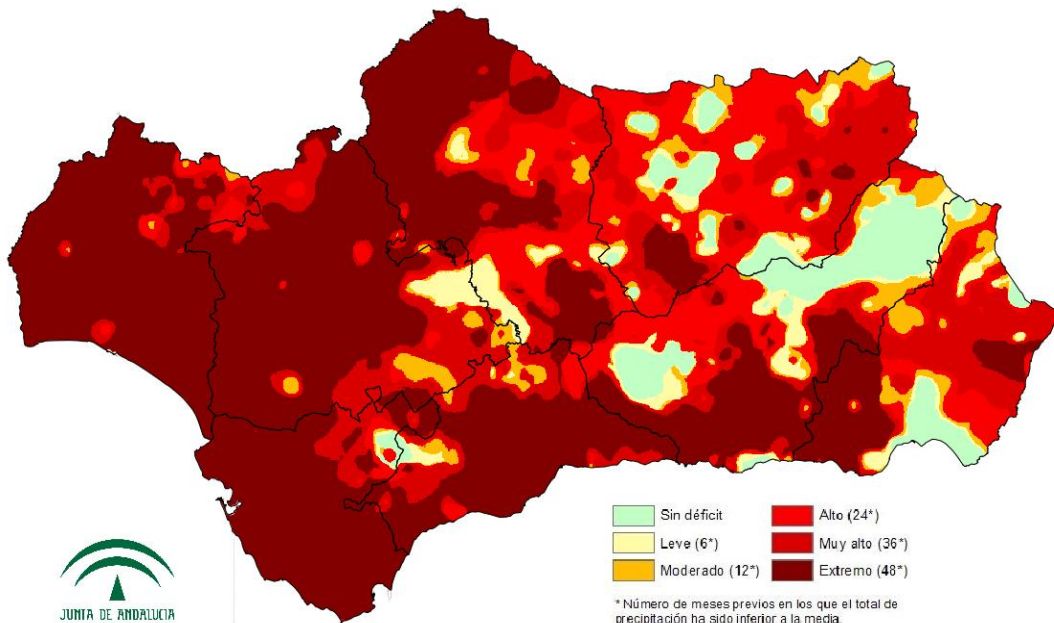 Sin déficit
Leve (6*)
Moderado (12*)
Alto (24*)
Muy alto (36*)
Extremo (48*)
* Número de meses previos en los que el total de
precipitación ha sido inferior a la media.
JUNTA DE ANDALUCIA